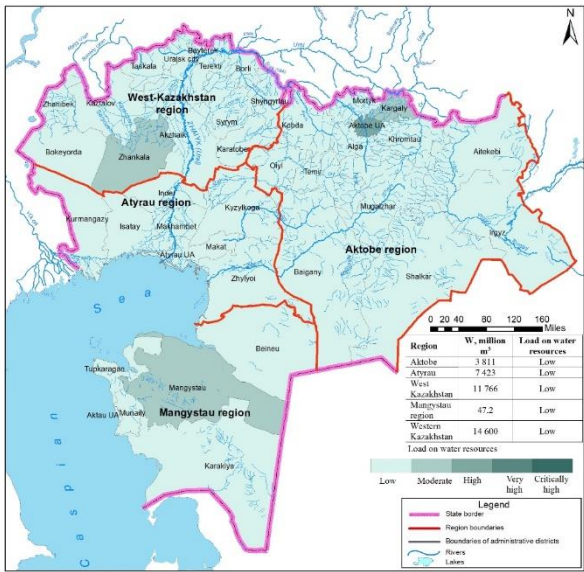 N
Taskala
Uralsk city
Bayterek
Terekti
Borli
Zhanibek
Kaztalov
West-Kazakhstan
region
Shyngyrlau
Syrym
Akzhaik
Karatobe
Bokeyorda
Zhankala
Martyk
Kargaly
Kobda
Aktobe UA
Alga
Khromtau
Aitekebi
Oiyl
Temir
Mugalzhar
Aktobe region
Irgyz
Baigany
Shalkar
Atyrau region
Inder
Kyzylkoga
Kurmangazy
Isatay
Makhambet
Makat
Atyrau UA
Zhylyoi
Beineu
Tupkaragan
Mangystau
Aktau UA
Munaily
Mangystau region
Karakiya
Caspian Sea
0 20 40 80 120 160
Miles
Region W, million m³ Load on water resources
Aktobe 3 811 Low
Atyrau 7 423 Low
West Kazakhstan 11 766 Low
Mangystau region 47.2 Low
Western Kazakhstan 14 600 Low
Load on water resources
Low Moderate High Very high Critically high
Legend
State border
Region boundaries
Boundaries of administrative districts
Rivers
Lakes